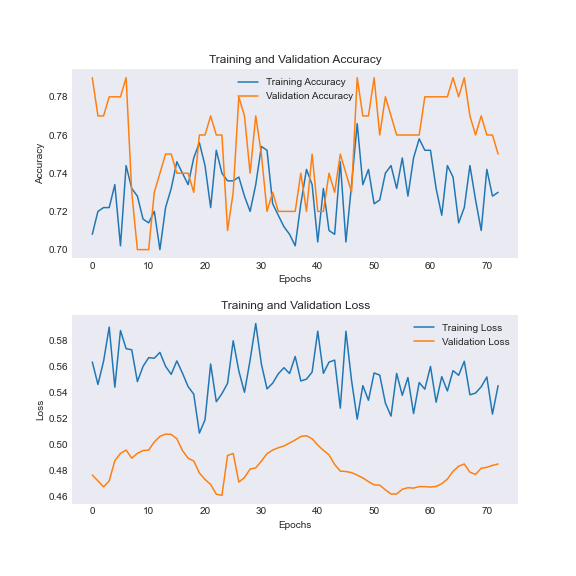 Training and Validation Accuracy
Training Accuracy
Validation Accuracy
Accuracy
0.78
0.76
0.74
0.72
0.70
0 10 20 30 40 50 60 70
Epochs
Training and Validation Loss
Training Loss
Validation Loss
Loss
0.58
0.56
0.54
0.52
0.50
0.48
0.46
0 10 20 30 40 50 60 70
Epochs